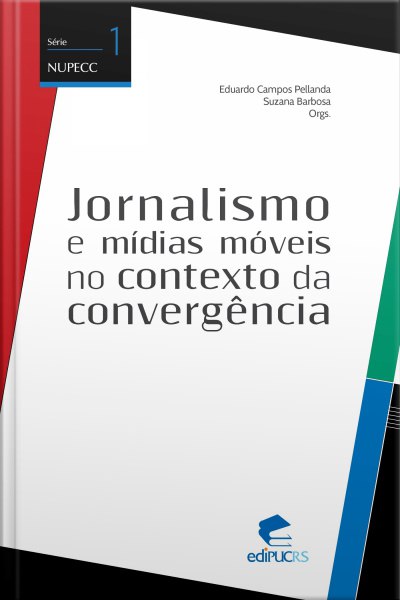 Série 1
NUPECC
Eduardo Campos Pellanda
Suzana Barbosa
Orgs.
Jornalismo
e mídias móveis
no contexto da
convergência
ediPUCRS